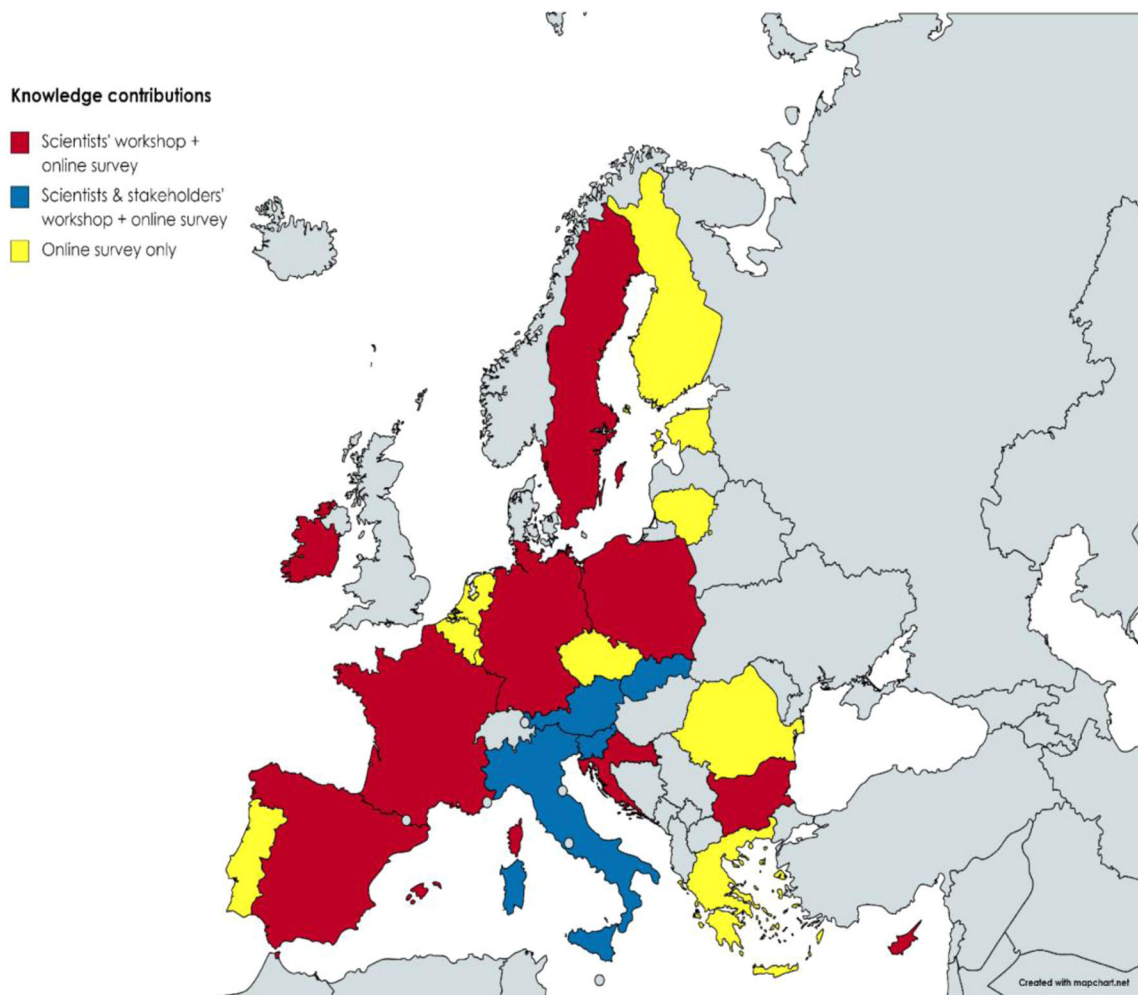 Knowledge contributions
Scientists' workshop +
online survey
Scientists & stakeholders'
workshop + online survey
Online survey only
Created with mapchart.net